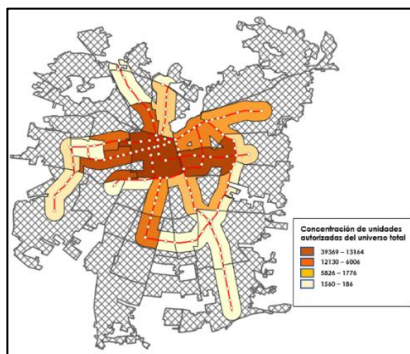 Concentración de unidades
autorizadas del universo total
39369 – 13164
12130 – 6006
5826 – 1776
1560 – 186